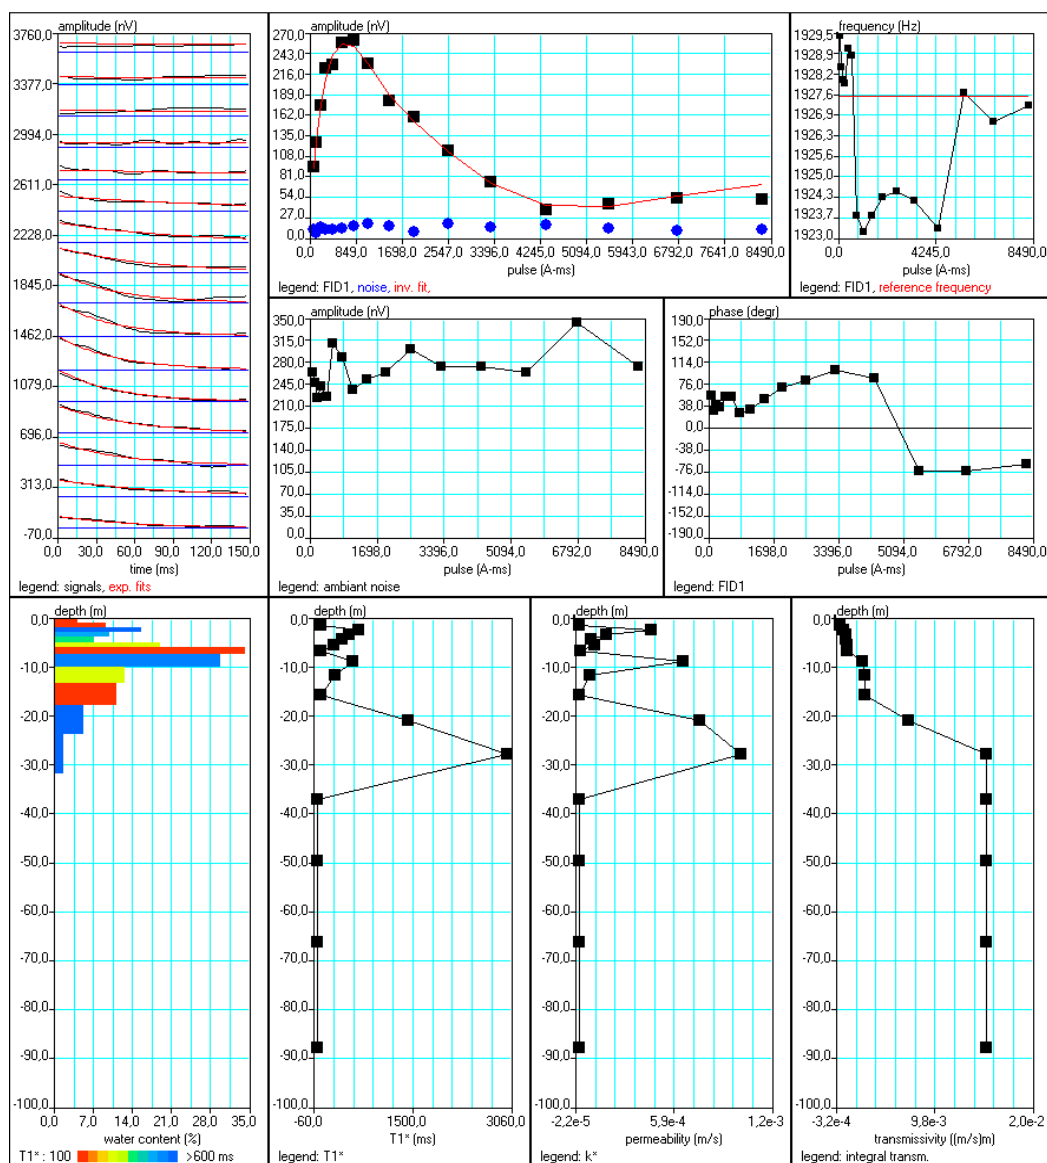 amplitude (nV)
3760,0
3377,0
2994,0
2611,0
2228,0
1845,0
1462,0
1079,0
696,0
313,0
-70,0
0,0 30,0 60,0 90,0 120,0 150,0
time (ms)
legend: signals, exp. fits
amplitude (nV)
270,0
243,0
216,0
189,0
162,0
135,0
108,0
81,0
54,0
27,0
0,0
0,0 849,0 1698,0 2547,0 3396,0 4245,0 5094,0 5943,0 6792,0 7641,0 8490,0
pulse (A-ms)
legend: FID1, noise, inv. fit,
frequency (Hz)
1929,5
1928,9
1928,2
1927,6
1926,9
1926,3
1925,6
1925,0
1924,3
1923,7
1923,0
0,0 4245,0 8490,0
pulse (A-ms)
legend: FID1, reference frequency
amplitude (nV)
350,0
315,0
280,0
245,0
210,0
175,0
140,0
105,0
70,0
35,0
0,0
0,0 1698,0 3396,0 5094,0 6792,0 8490,0
pulse (A-ms)
legend: ambiant noise
phase (degr)
190,0
152,0
114,0
76,0
38,0
0,0
-38,0
-76,0
-114,0
-152,0
-190,0
0,0 1698,0 3396,0 5094,0 6792,0 8490,0
pulse (A-ms)
legend: FID1
depth (m)
0,0
-10,0
-20,0
-30,0
-40,0
-50,0
-60,0
-70,0
-80,0
-90,0
-100,0
0,0 7,0 14,0 21,0 28,0 35,0
water content (%)
T1* : 100 >600 ms
depth (m)
0,0
-10,0
-20,0
-30,0
-40,0
-50,0
-60,0
-70,0
-80,0
-90,0
-100,0
-60,0 1500,0 3060,0
T1* (ms)
legend: T1*
depth (m)
0,0
-10,0
-20,0
-30,0
-40,0
-50,0
-60,0
-70,0
-80,0
-90,0
-100,0
-2,2e-5 5,9e-4 1,2e-3
permeability (m/s)
legend: k*
depth (m)
0,0
-10,0
-20,0
-30,0
-40,0
-50,0
-60,0
-70,0
-80,0
-90,0
-100,0
-3,2e-4 9,8e-3 2,0e-2
transmissivity ((m/s)m)
legend: integral transm.